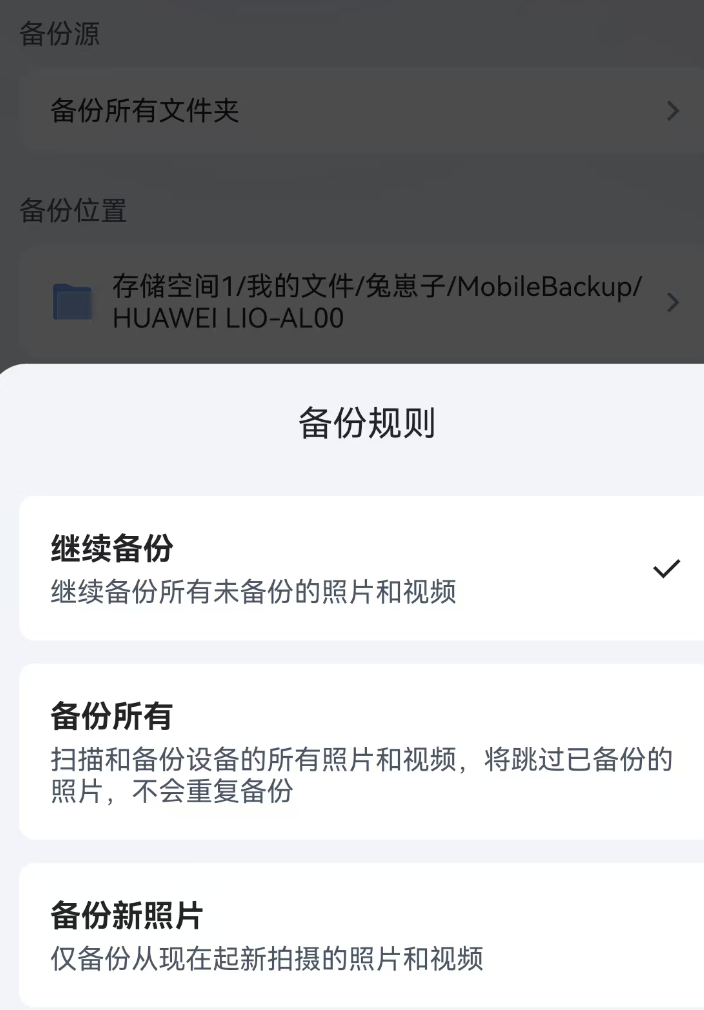 备份源
备份所有文件夹
备份位置
存储空间1/我的文件/兔崽子/MobileBackup/
HUAWEI LIO-AL00
备份规则
继续备份
继续备份所有未备份的照片和视频
备份所有
扫描和备份设备的所有照片和视频，将跳过已备份的
照片，不会重复备份
备份新照片
仅备份从现在起新拍摄的照片和视频